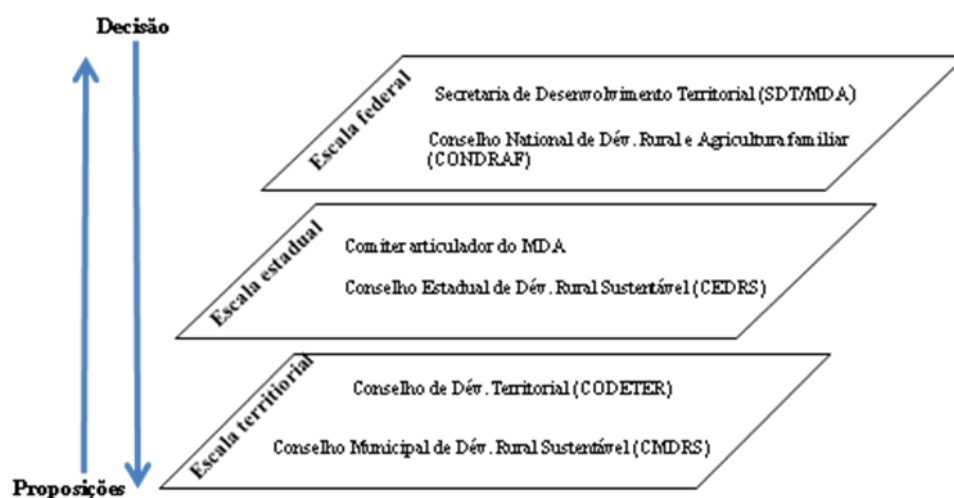 Decisão
Escala federal
Secretaria de Desenvolvimento Territorial (SDT/MDA)
Conselho National de Dév. Rural e Agricultura familiar
(CONDRAF)
Escala estadual
Comiter articulador do MDA
Conselho Estadual de Dév. Rural Sustentável (CEDRS)
Escala territiorial
Conselho de Dév. Territorial (CODETER)
Conselho Municipal de Dév. Rural Sustentável (CMDRS)
Proposições